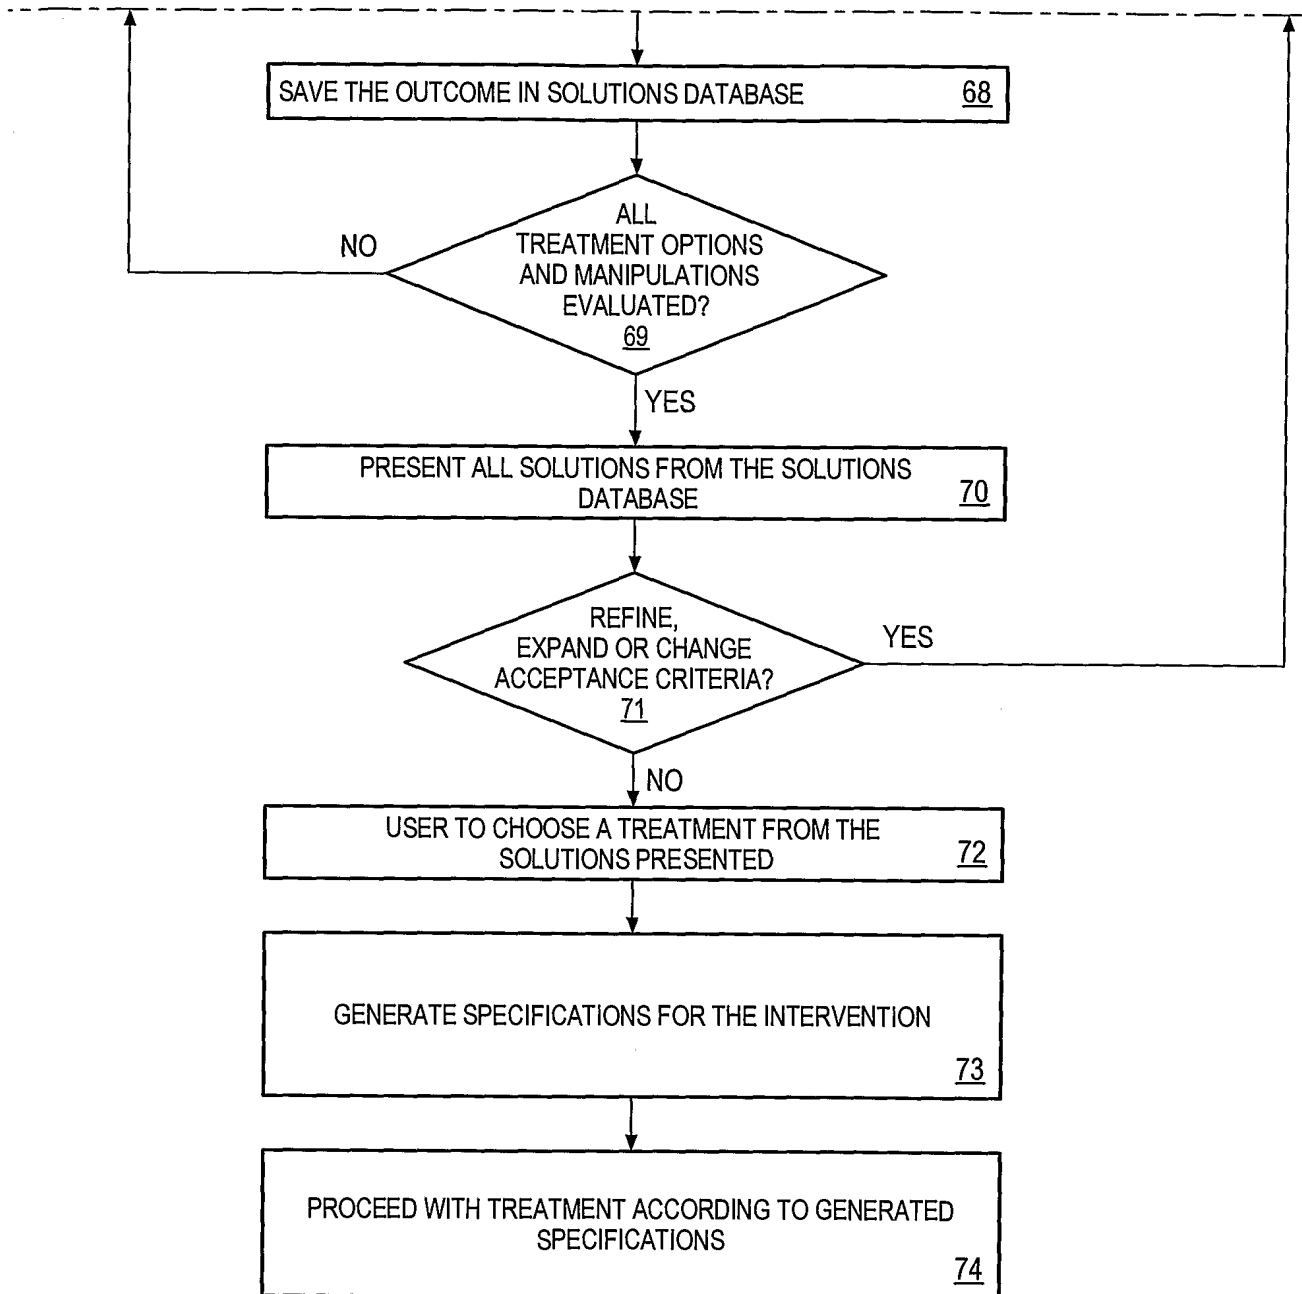 SAVE THE OUTCOME IN SOLUTIONS DATABASE 68
ALL
TREATMENT OPTIONS
AND MANIPULATIONS
EVALUATED?
69
NO
YES
PRESENT ALL SOLUTIONS FROM THE SOLUTIONS
DATABASE 70
REFINE,
EXPAND OR CHANGE
ACCEPTANCE CRITERIA?
71
YES
NO
USER TO CHOOSE A TREATMENT FROM THE
SOLUTIONS PRESENTED 72
GENERATE SPECIFICATIONS FOR THE INTERVENTION
73
PROCEED WITH TREATMENT ACCORDING TO GENERATED
SPECIFICATIONS
74